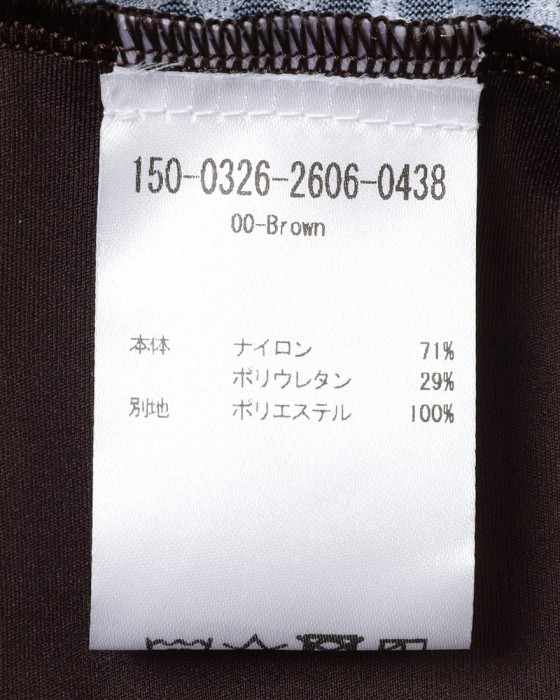 150-0326-2606-0438
00-Brown
本体 ナイロン 71%
ポリウレタン 29%
別地 ポリエステル 100%